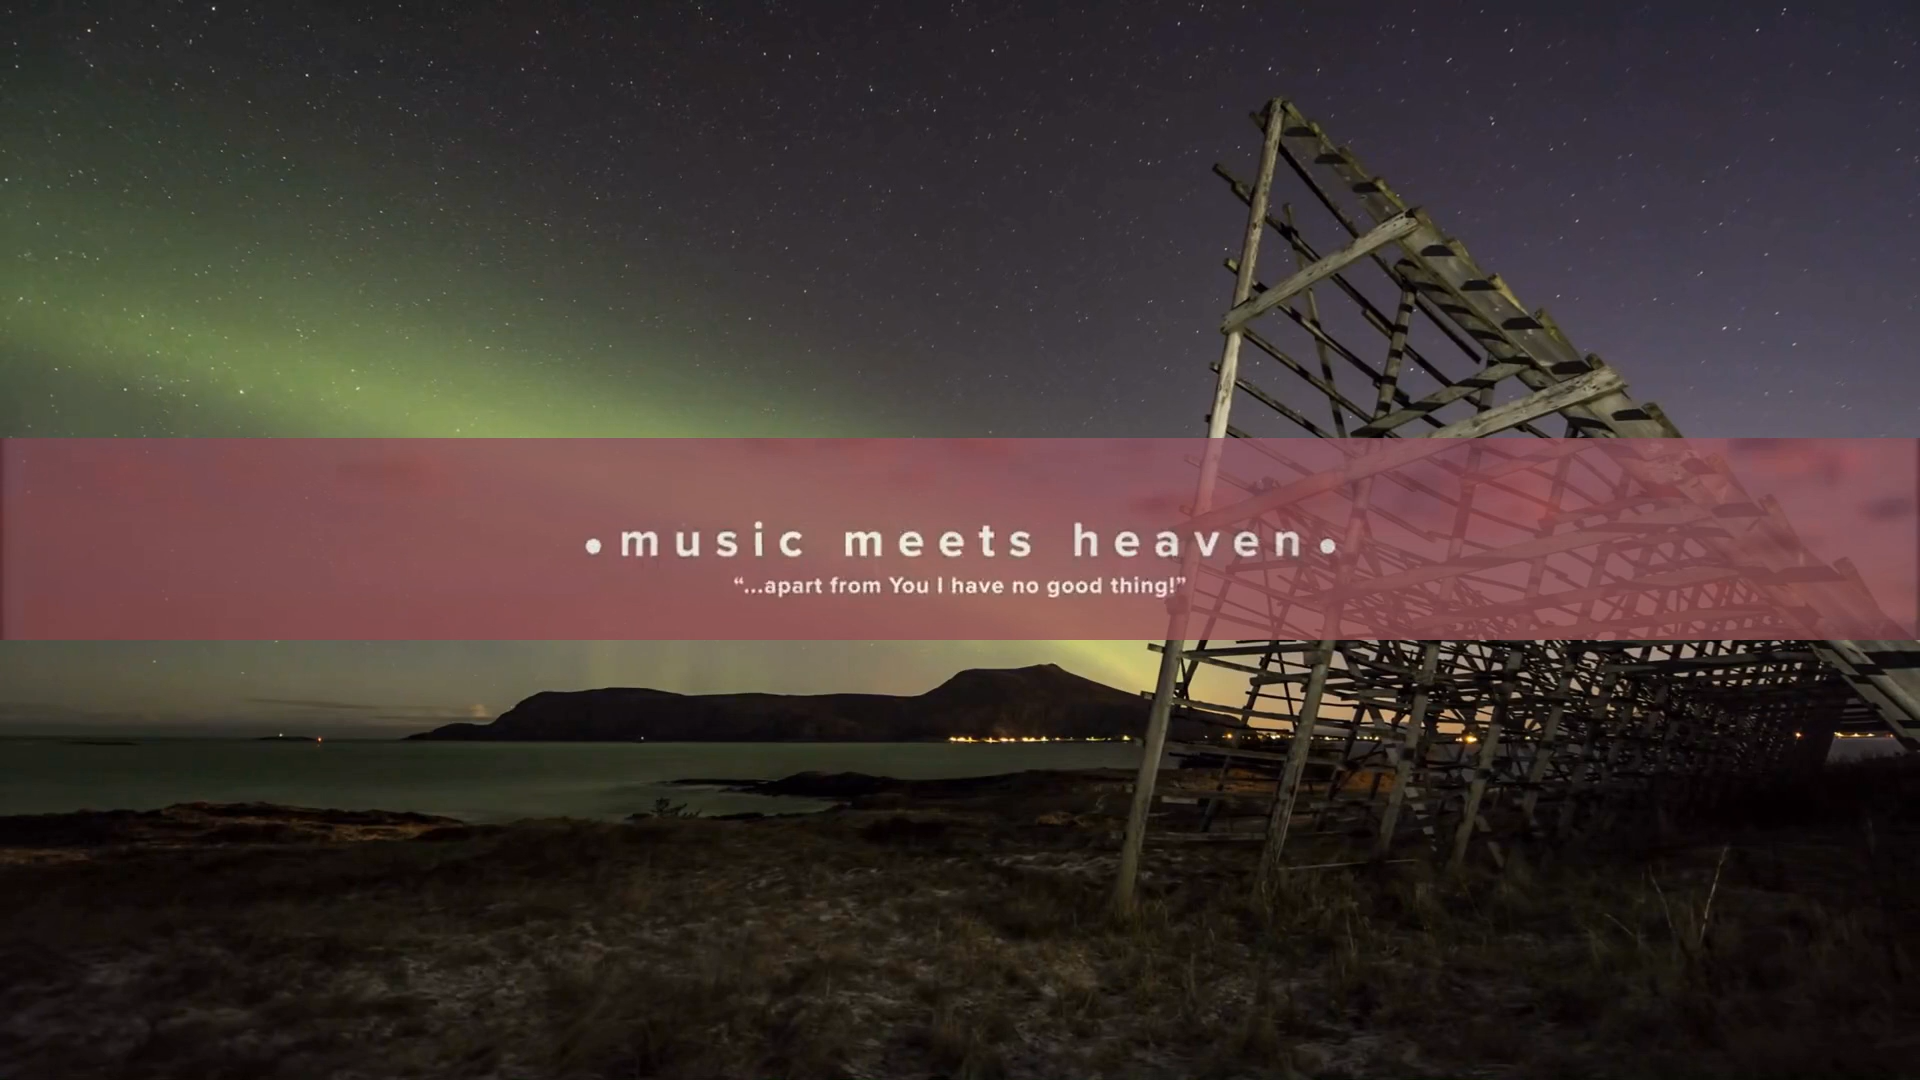 •music meets heaven•
“...apart from You I have no good thing!”